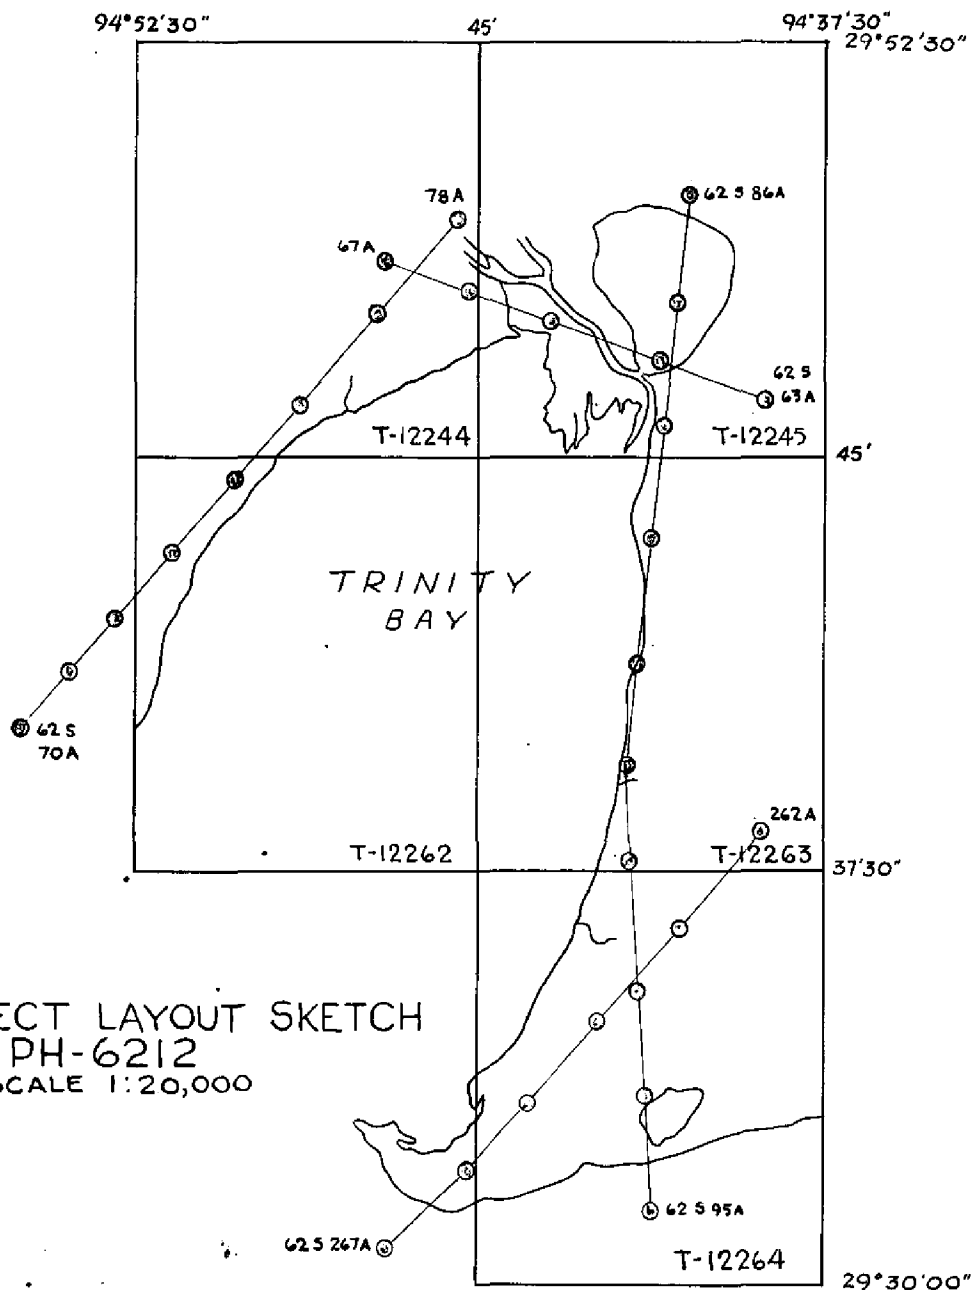 94°52'30"
45'
94°37'30"
29°52'30"
78A
62 S 86A
67A
62 S
63A
T-12244
T-12245
45'
TRINITY
BAY
62 S
70A
262A
T-12262
T-12263
37'30"
ECT LAYOUT SKETCH
PH-6212
SCALE 1:20,000
62 S 95A
62 S 267A
T-12264
29°30'00"